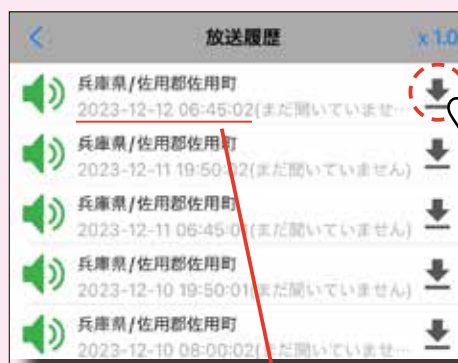 放送履歴 x 1.0
兵庫県/佐用郡佐用町
2023-12-12 06:45:02(まだ聞いていませ…
兵庫県/佐用郡佐用町
2023-12-11 19:50:02(まだ聞いていません)
兵庫県/佐用郡佐用町
2023-12-11 06:45:01(まだ聞いていません)
兵庫県/佐用郡佐用町
2023-12-10 19:50:01(まだ聞いていません)
兵庫県/佐用郡佐用町
2023-12-10 08:00:02(まだ聞いていませ…